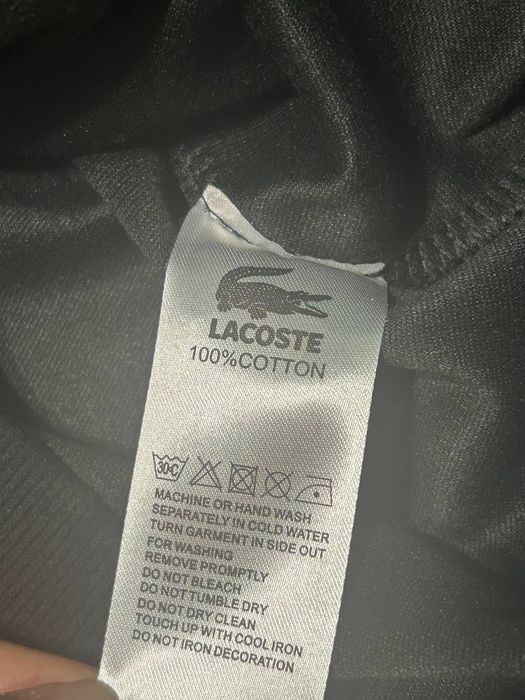 LACOSTE
100%COTTON
30°C
MACHINE OR HAND WASH
SEPARATELY IN COLD WATER
TURN GARMENT IN SIDE OUT
FOR WASHING
REMOVE PROMPTLY
DO NOT BLEACH
DO NOT TUMBLE DRY
DO NOT DRY CLEAN
TOUCH UP WITH COOL IRON
DO NOT IRON DECORATION